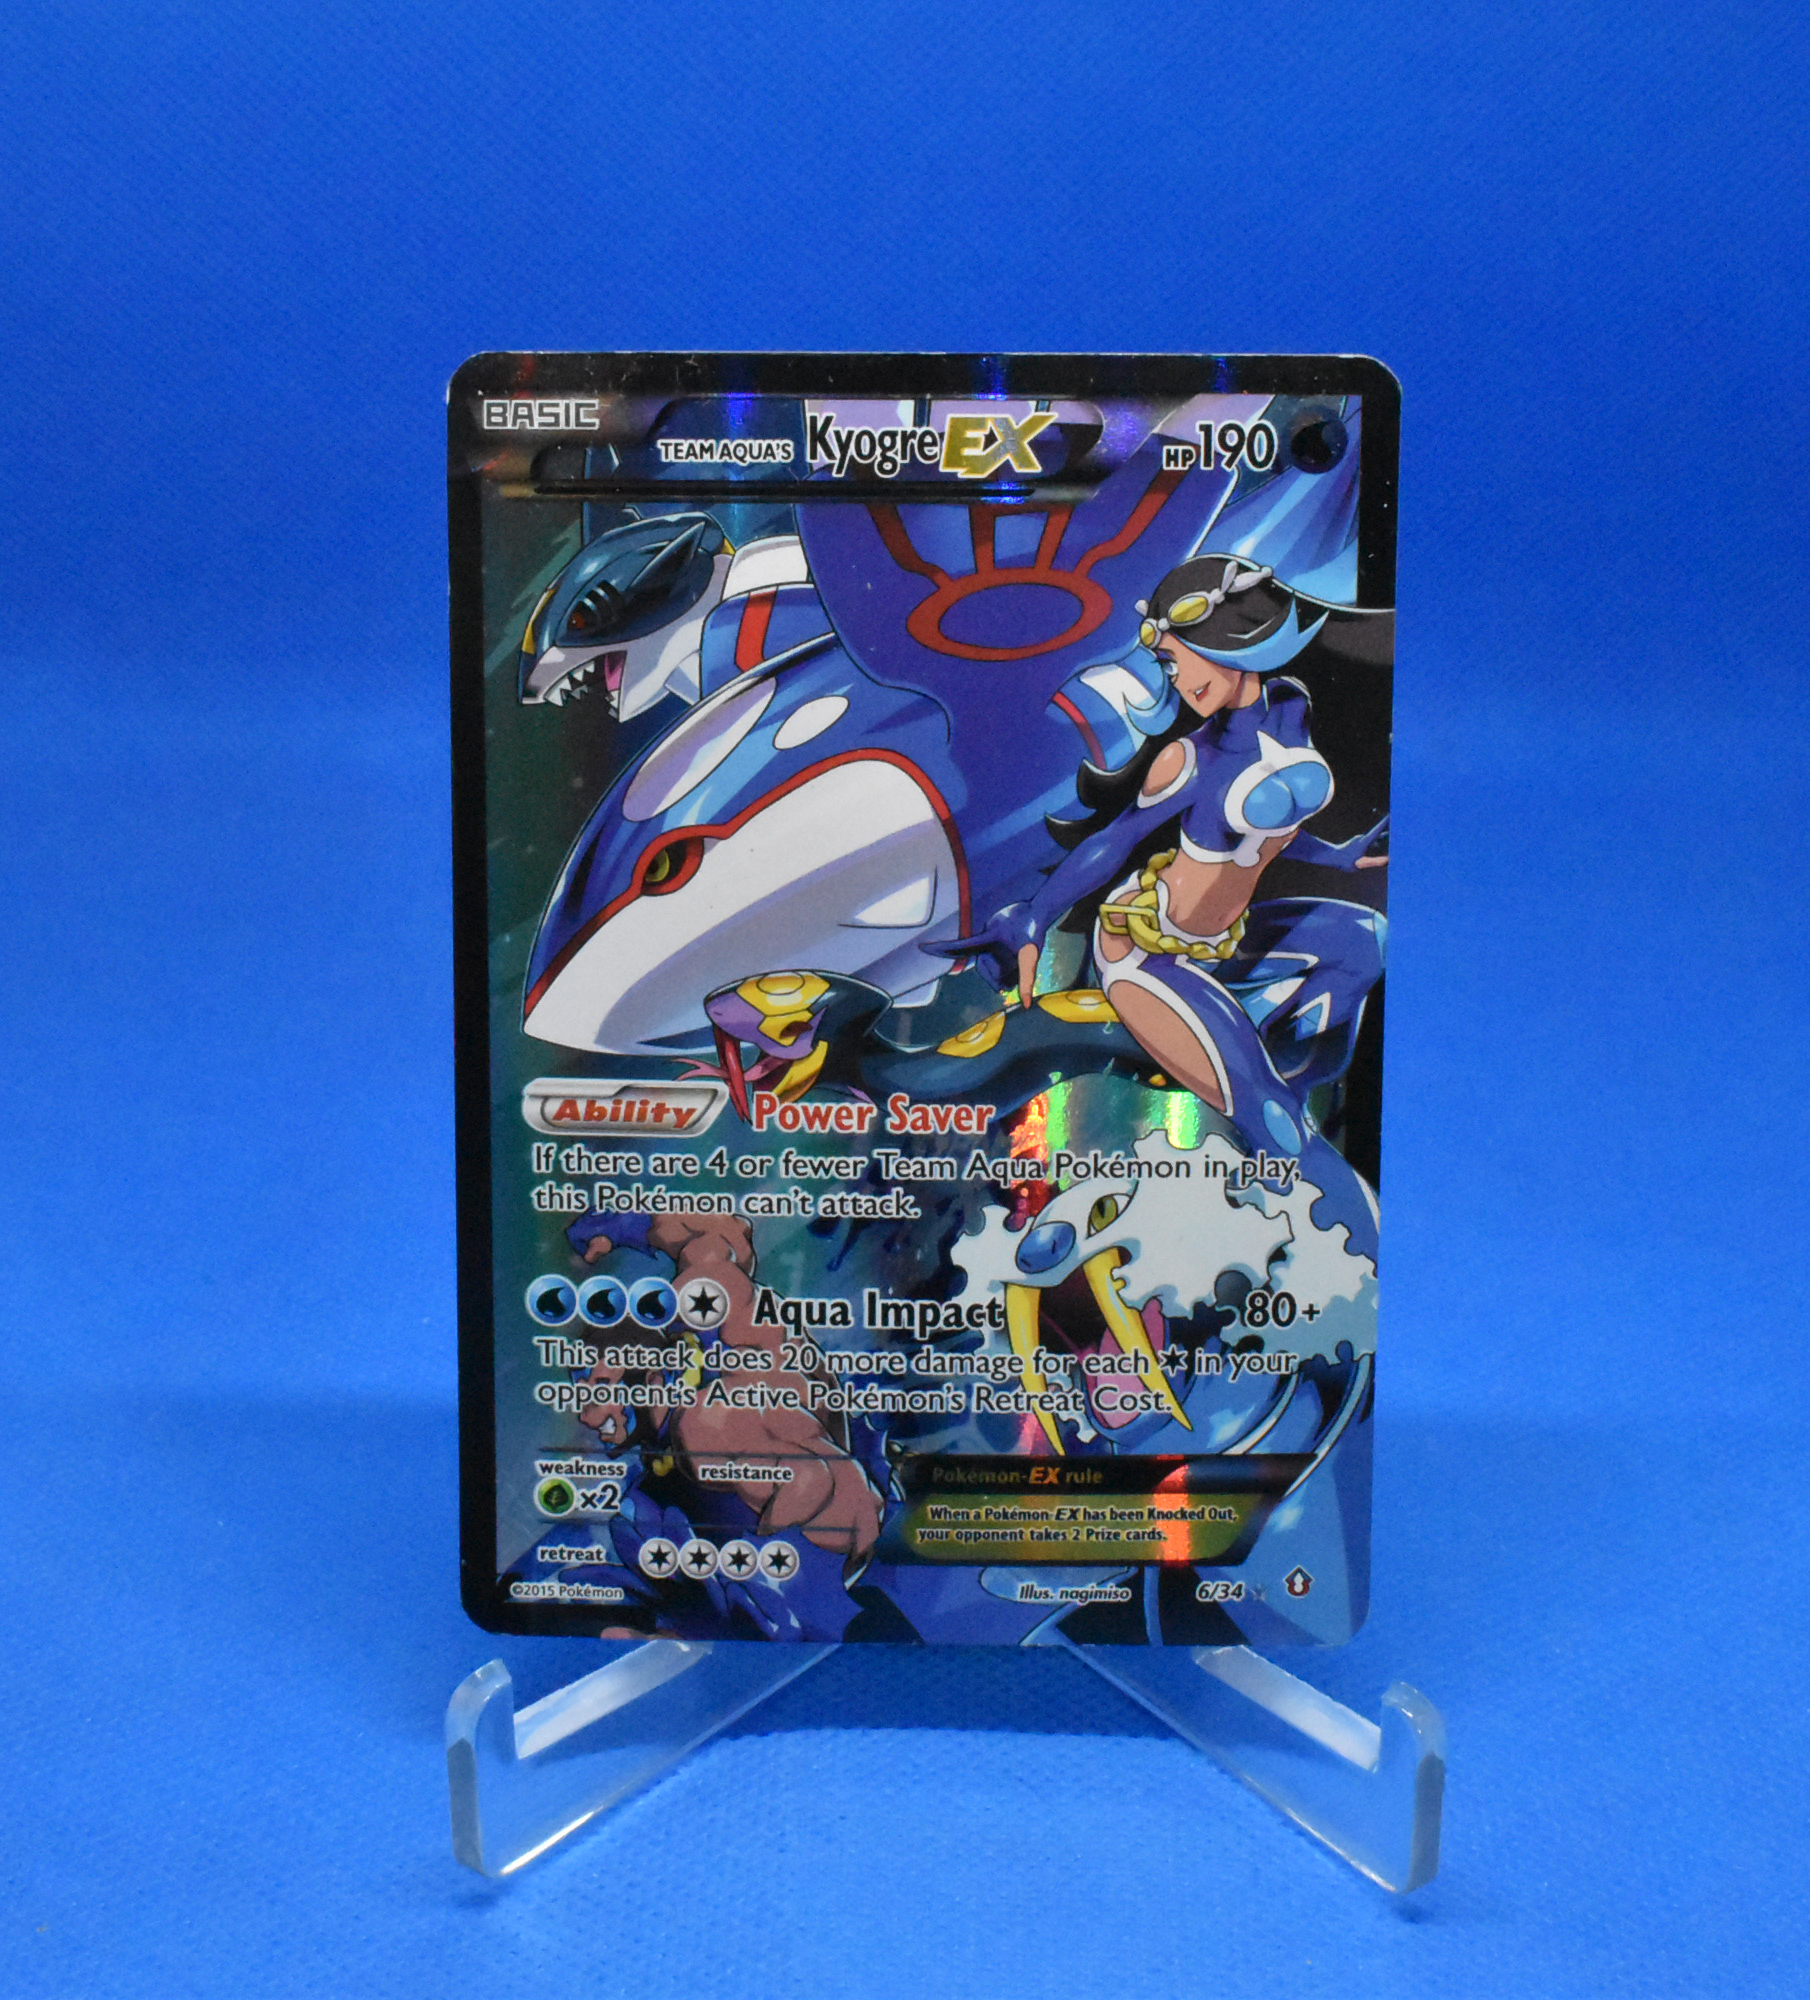 BASIC
TEAM AQUA'S Kyogre EX HP 190
Ability Power Saver
If there are 4 or fewer Team Aqua Pokémon in play,
this Pokémon can't attack.
Aqua Impact 80+
This attack does 20 more damage for each in your
opponent's Active Pokémon's Retreat Cost.
weakness resistance
×2
retreat
Pokémon-EX rule
When a Pokémon-EX has been Knocked Out,
your opponent takes 2 Prize cards.
©2015 Pokémon Illus. nagimiso 6/34